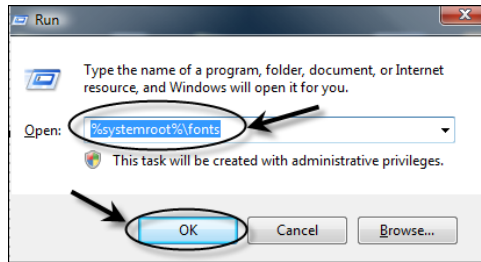 Run
Type the name of a program, folder, document, or Internet
resource, and Windows will open it for you.
Open: %systemroot%\fonts
This task will be created with administrative privileges.
OK Cancel Browse...